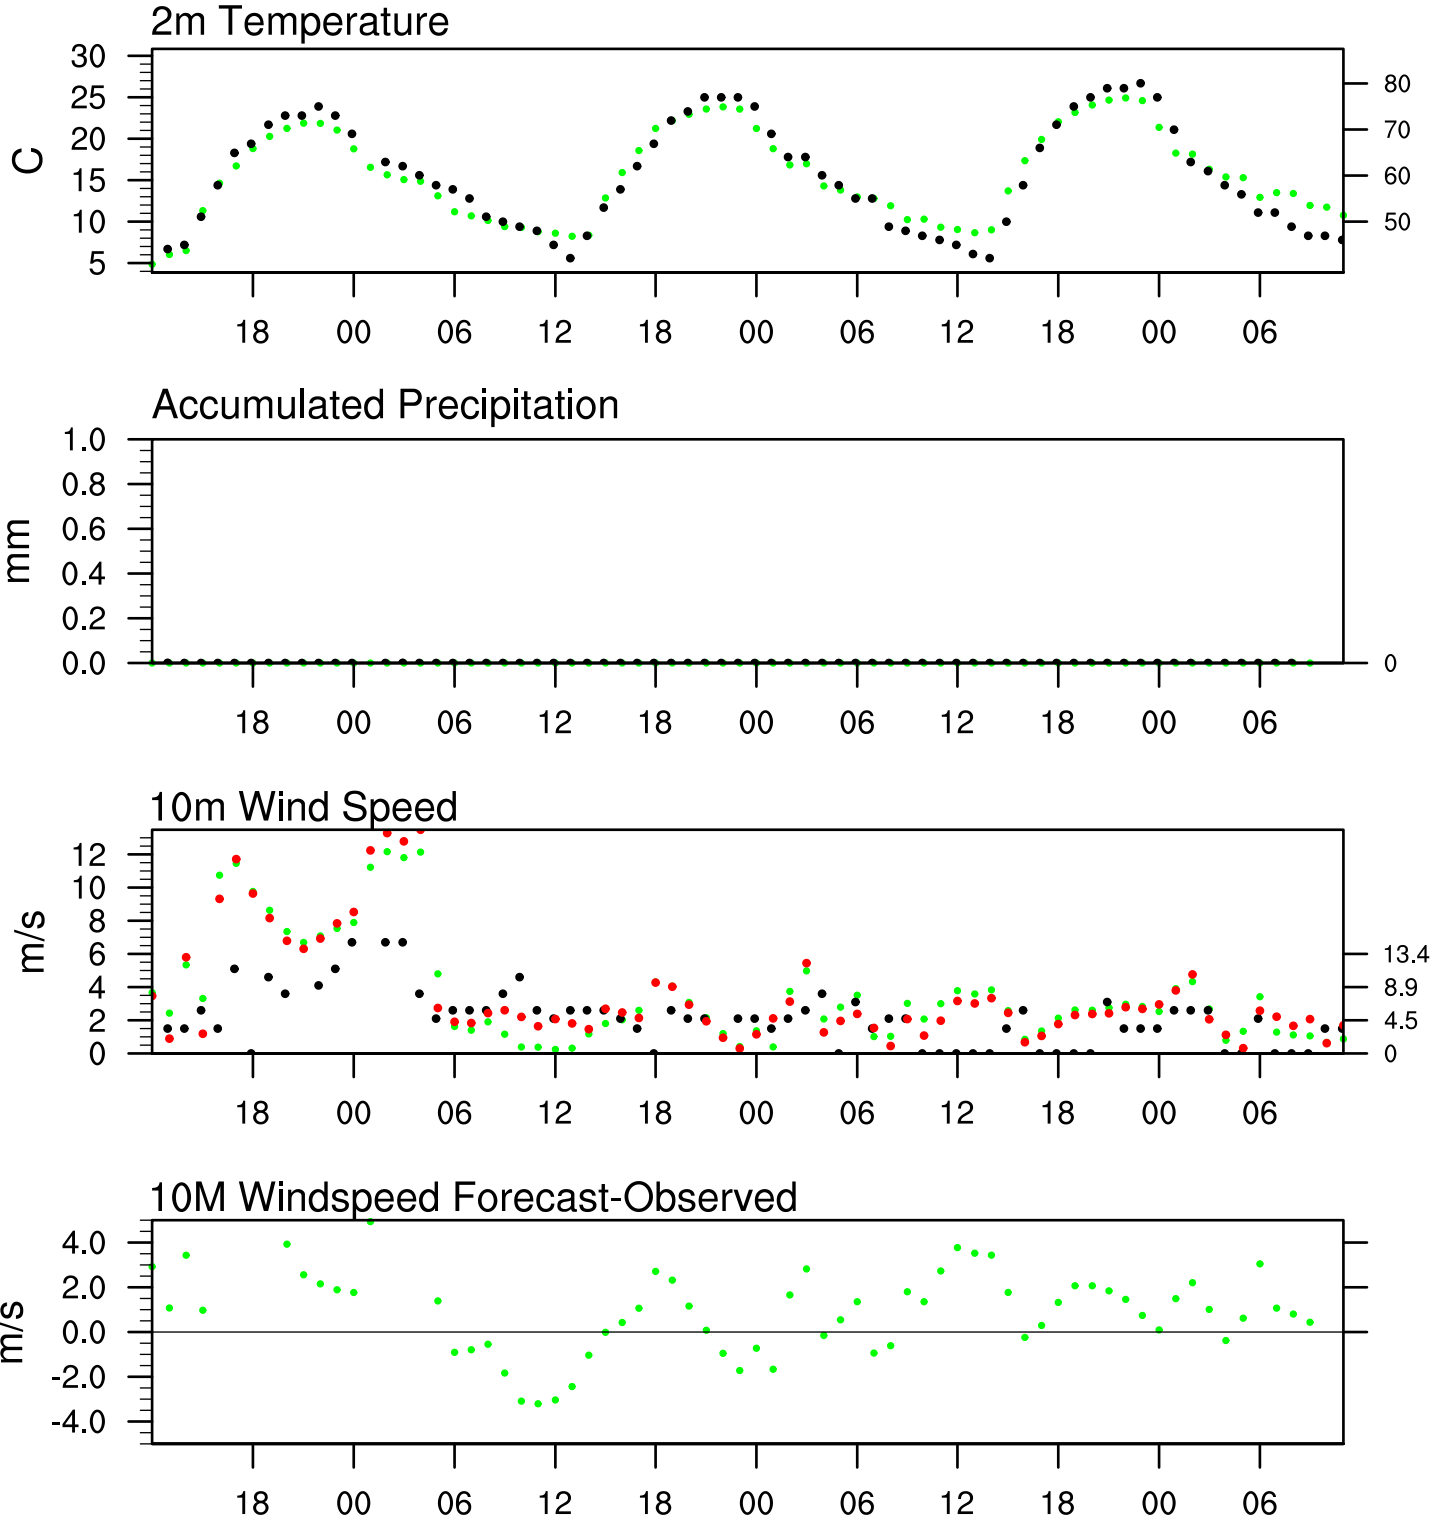 2m Temperature
30
25
20
15
10
5
C
80
70
60
50
18 00 06 12 18 00 06 12 18 00 06
Accumulated Precipitation
1.0
0.8
0.6
0.4
0.2
0.0
mm
0
18 00 06 12 18 00 06 12 18 00 06
10m Wind Speed
12
10
8
6
4
2
0
m/s
13.4
8.9
4.5
0
18 00 06 12 18 00 06 12 18 00 06
10M Windspeed Forecast-Observed
4.0
2.0
0.0
-2.0
-4.0
m/s
18 00 06 12 18 00 06 12 18 00 06